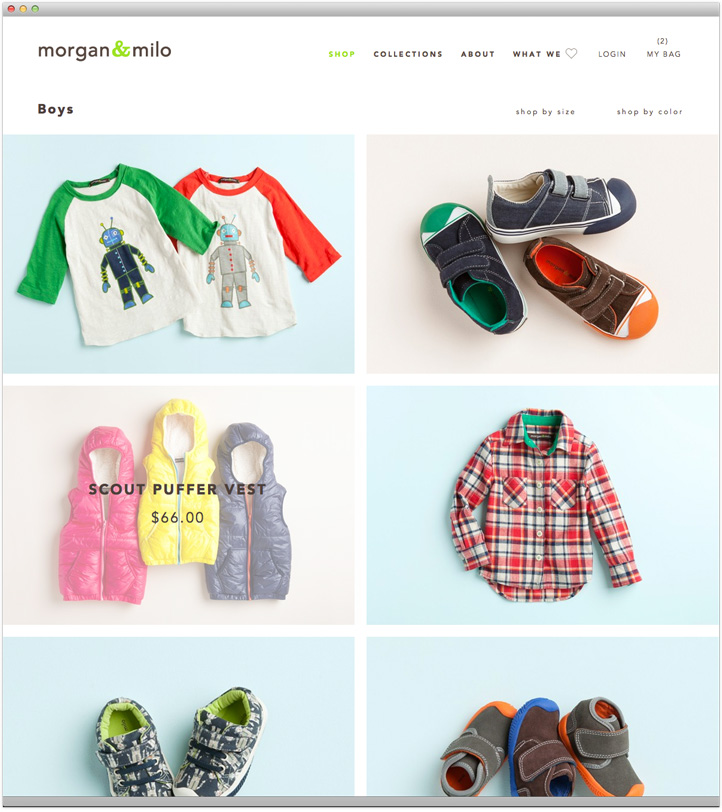 morgan&milo
SHOP
COLLECTIONS
ABOUT
WHAT WE
LOGIN
(2)
MY BAG
Boys
shop by size
shop by color
SCOUT PUFFER VEST
$66.00